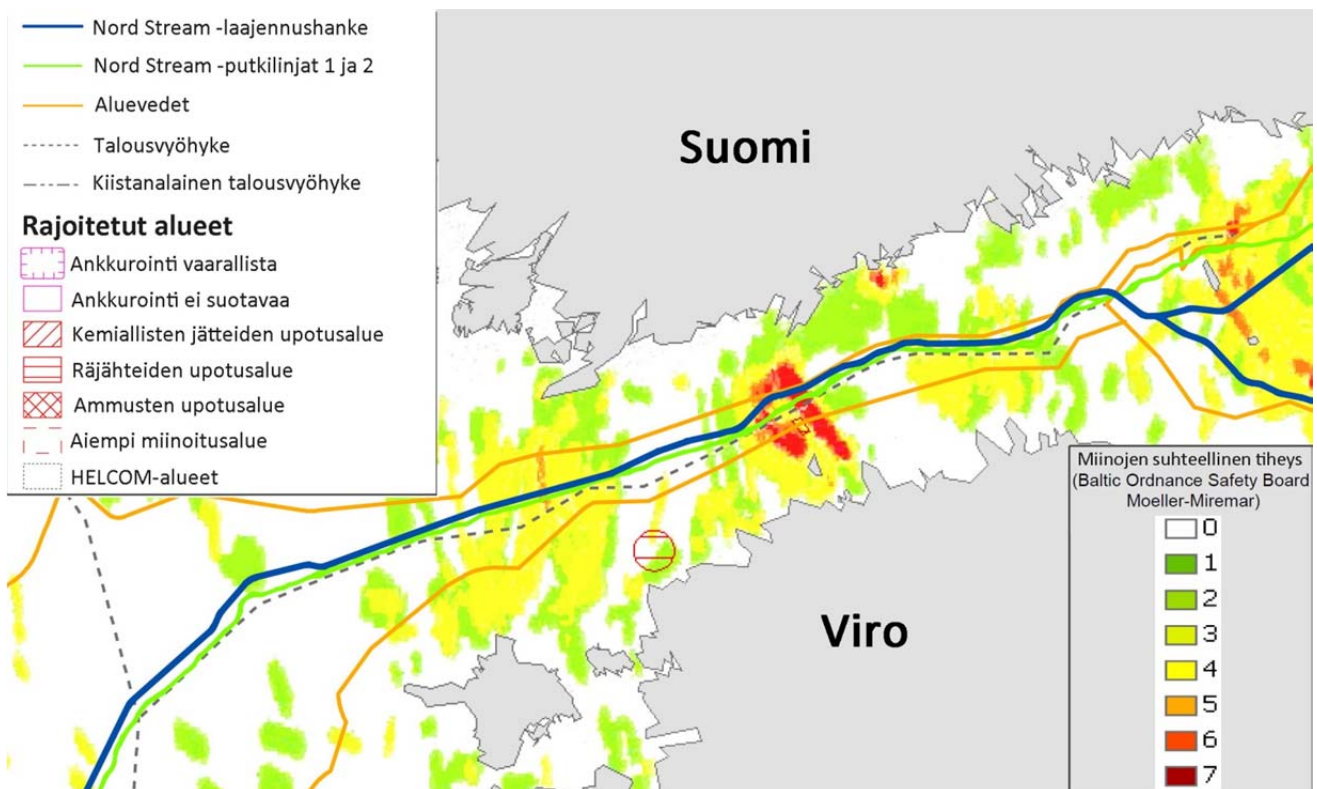 Nord Stream -laajennushanke
Nord Stream -putkilinjat 1 ja 2
Aluevedet
Talousvyöhyke
Kiistanalainen talousvyöhyke
Rajoitetut alueet
Ankkurointi vaarallista
Ankkurointi ei suotavaa
Kemiallisten jätteiden upotusalue
Räjähteiden upotusalue
Ammusten upotusalue
Aiempi miinoitusalue
HELCOM-alueet
Suomi
Viro
Miinojen suhteellinen tiheys
(Baltic Ordnance Safety Board
Moeller-Miremar)
0
1
2
3
4
5
6
7